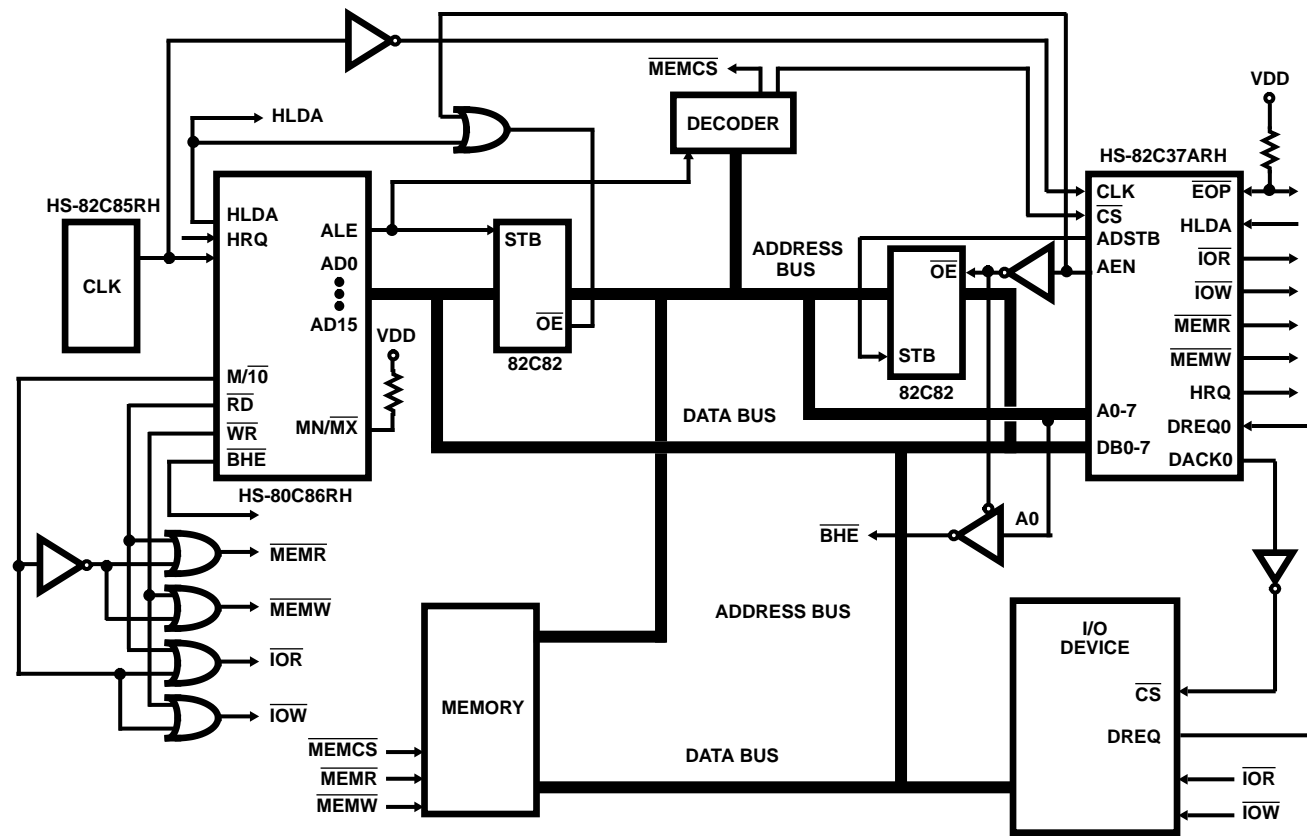 MEMCS
VDD
HLDA
DECODER
HS-82C37ARH
HS-82C85RH
CLK
HLDA
HRQ
ALE
AD0
AD15
M/10
RD
WR
BHE
MN/MX
HS-80C86RH
VDD
STB
OE
82C82
ADDRESS
BUS
OE
STB
82C82
CLK
CS
ADSTB
AEN
A0-7
DB0-7
EOP
HLDA
IOR
IOW
MEMR
MEMW
HRQ
DREQ0
DACK0
DATA BUS
BHE
A0
MEMR
MEMW
IOR
IOW
ADDRESS BUS
MEMORY
MEMCS
MEMR
MEMW
DATA BUS
I/O
DEVICE
CS
DREQ
IOR
IOW